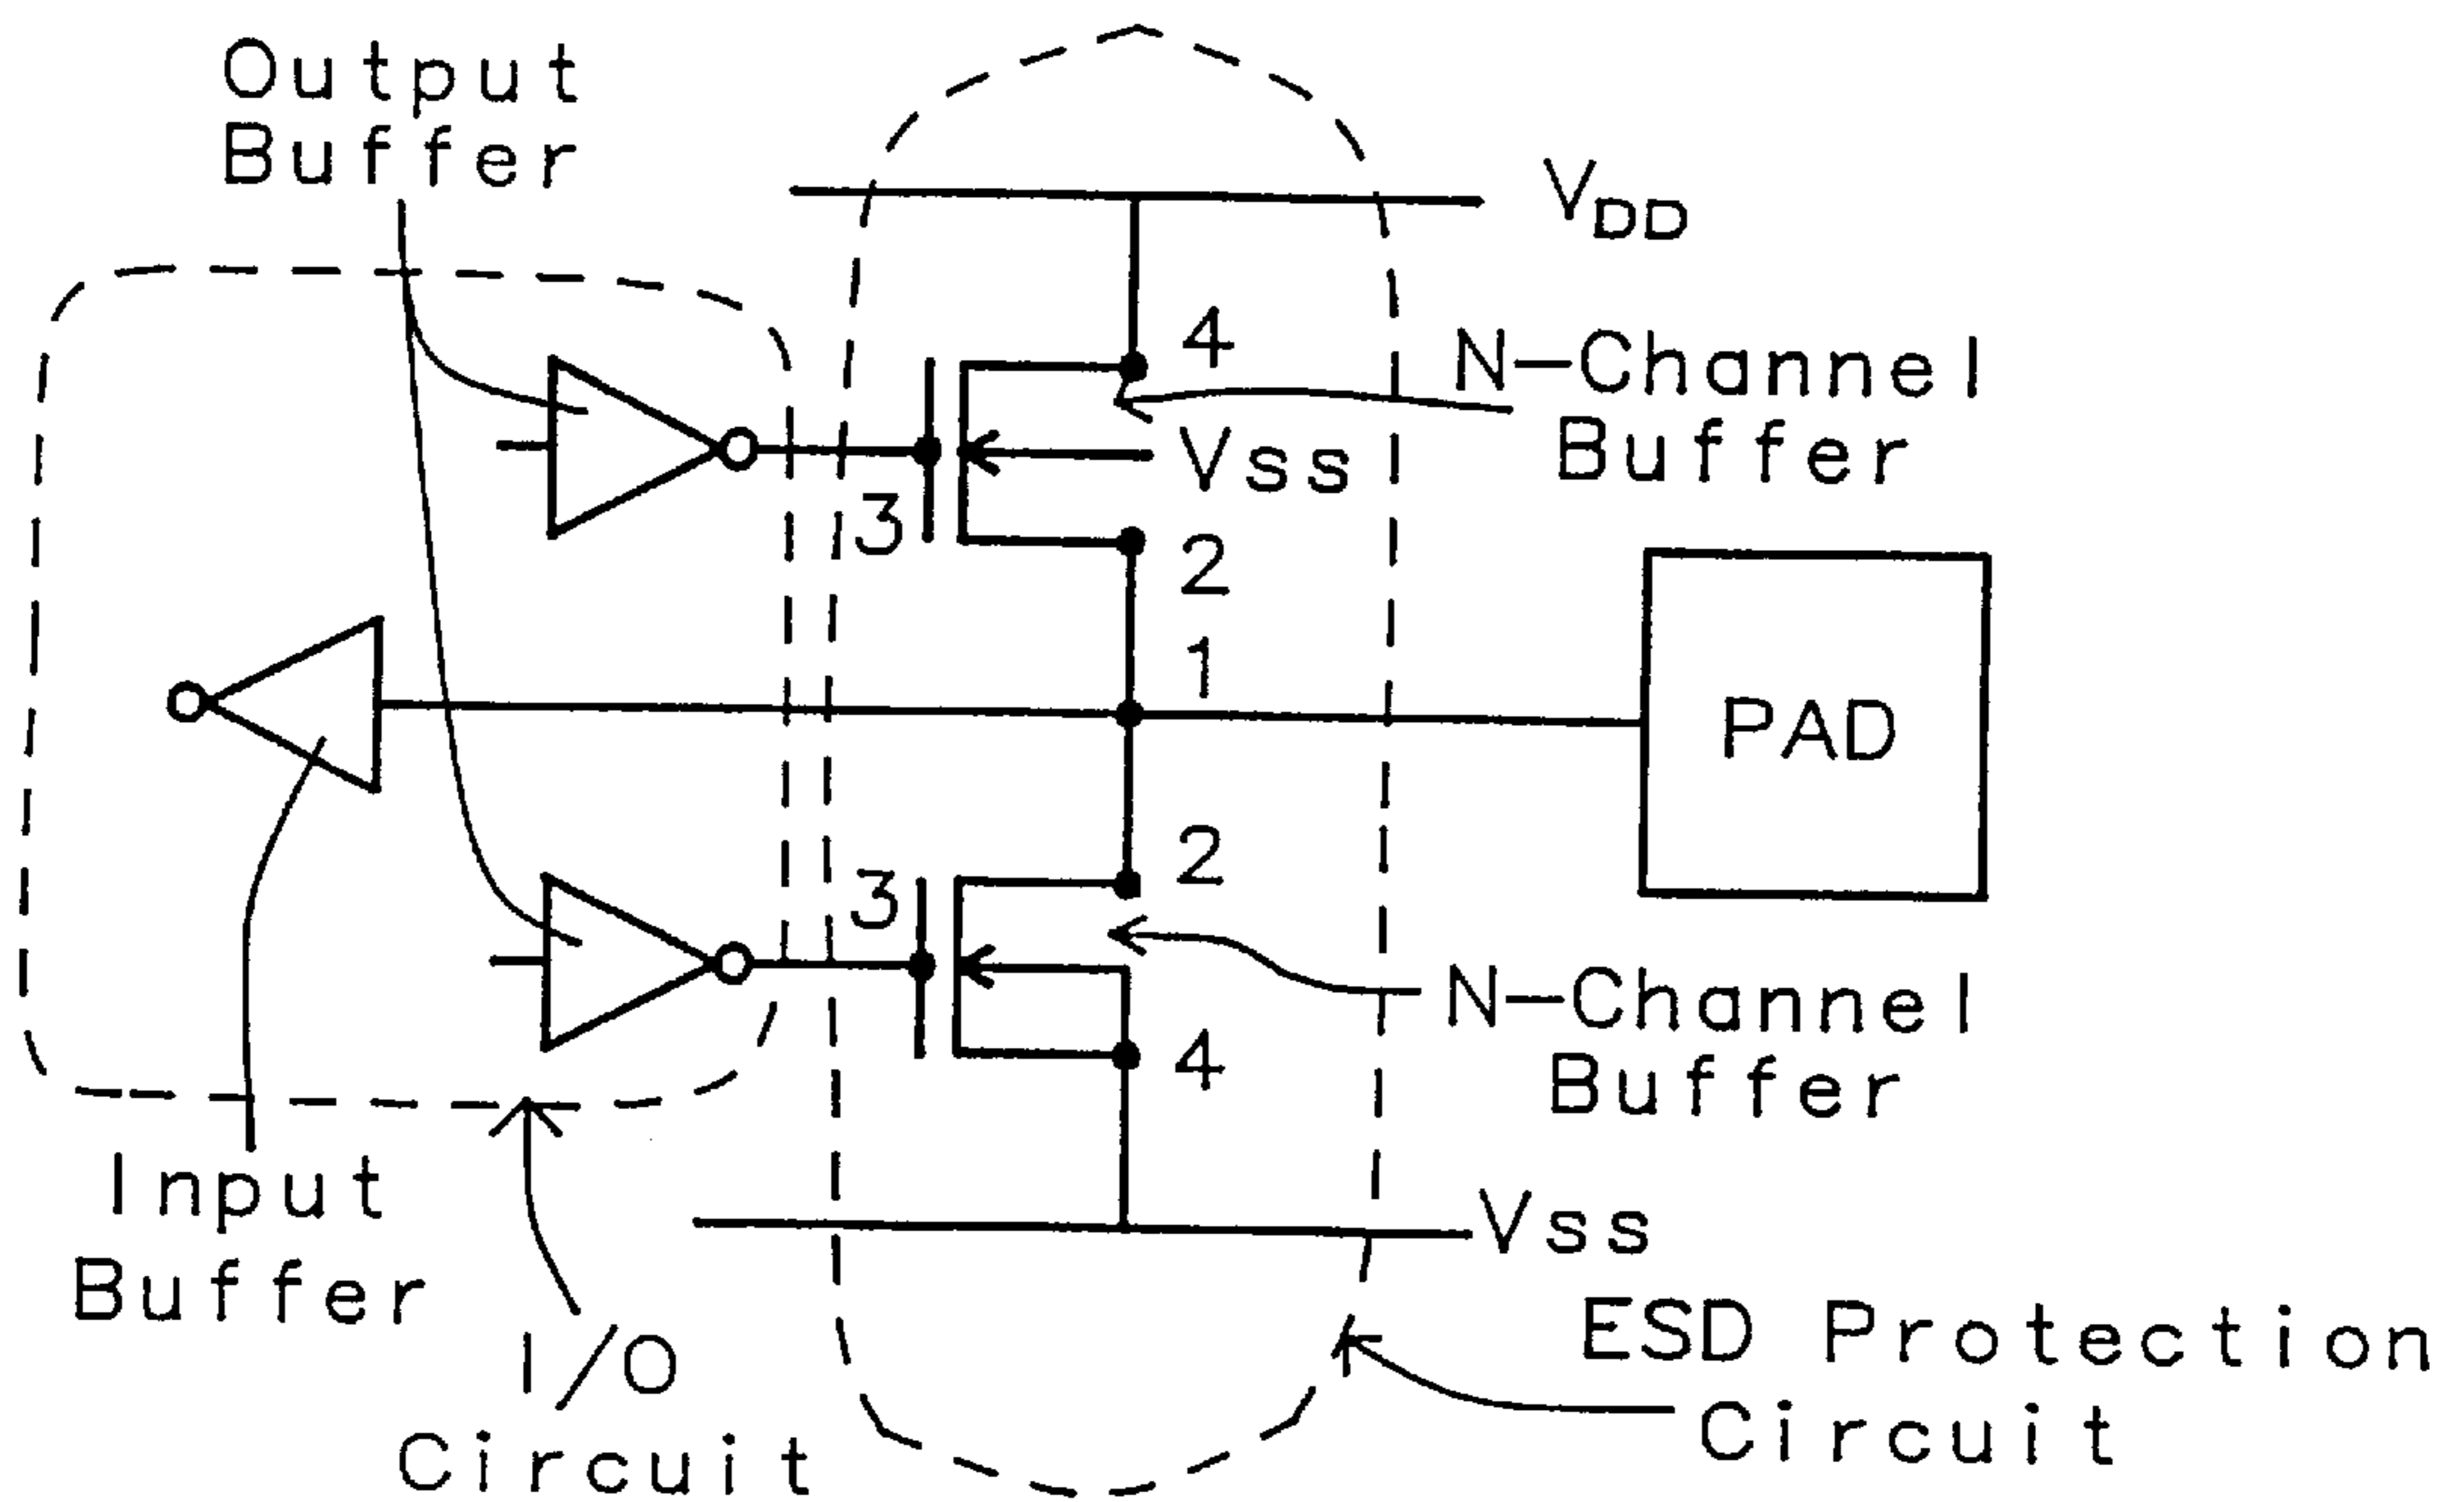 Output
Buffer
VDD
4
N-Channel
Buffer
Vss
3
2
1
PAD
2
3
N-Channel
Buffer
4
Input
Buffer
Vss
I/O
Circuit
ESD Protection
Circuit